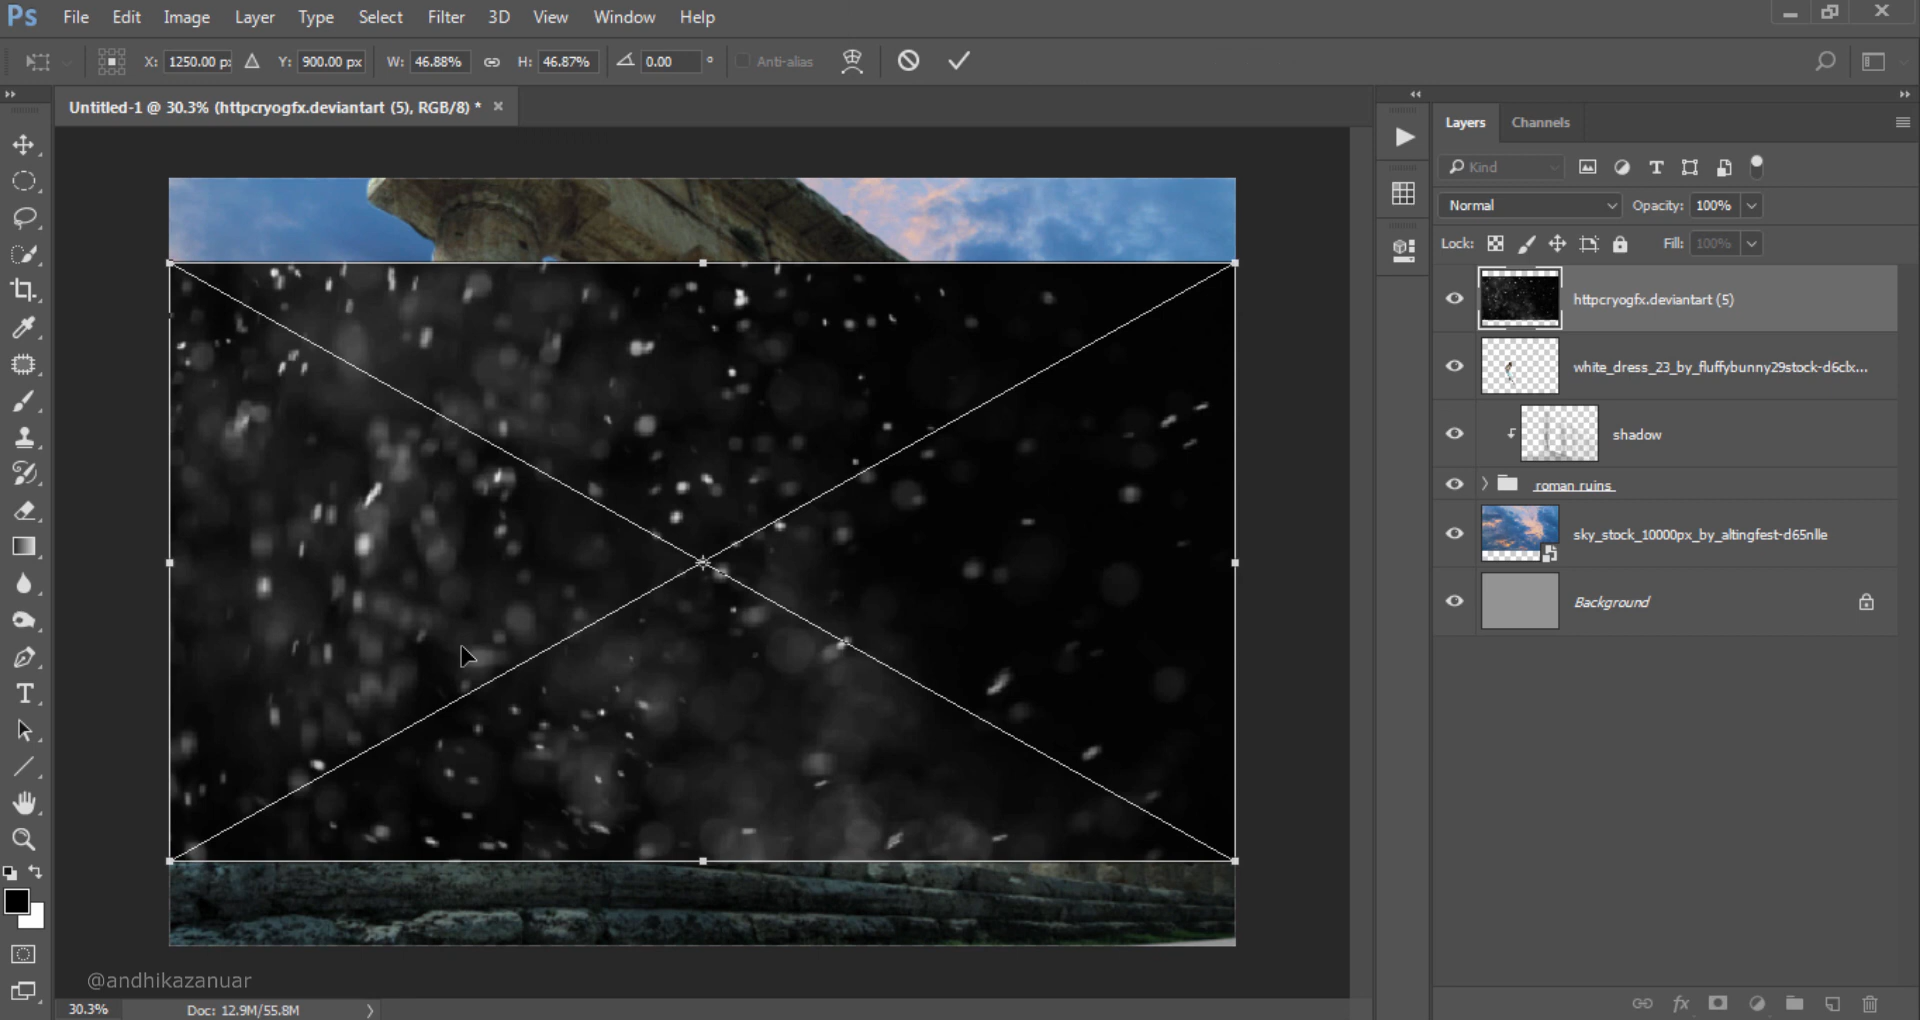 Ps File Edit Image Layer Type Select Filter 3D View Window Help
X: 1250.00 p: Y: 900.00 px W: 46.88% H: 46.87% 0.00 ° Anti-alias
Untitled-1 @ 30.3% (httpcryogfx.deviantart (5), RGB/8) * ×
Layers Channels
Kind
Normal Opacity: 100%
Lock: Fill: 100%
httpcryogfx.deviantart (5)
white_dress_23_by_fluffybunny29stock-d6clx...
shadow
roman ruins
sky_stock_10000px_by_altingfest-d65nlle
Background
@andhikazanuar
30.3% Doc: 12.9M/55.8M
fx